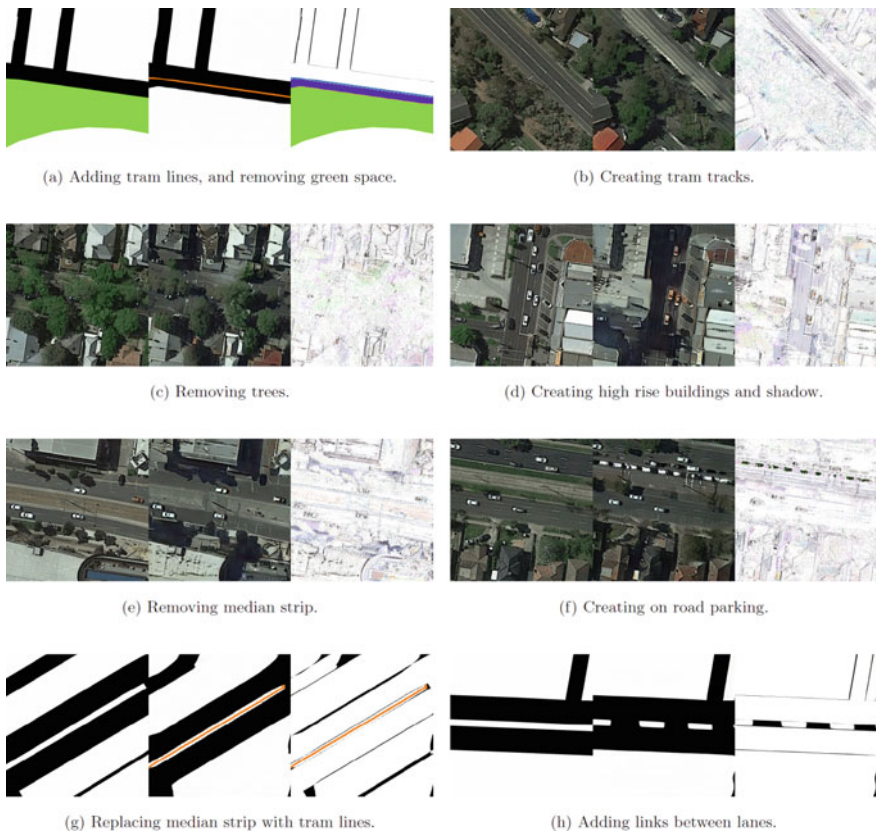 (a) Adding tram lines, and removing green space.
(b) Creating tram tracks.
(c) Removing trees.
(d) Creating high rise buildings and shadow.
(e) Removing median strip.
(f) Creating on road parking.
(g) Replacing median strip with tram lines.
(h) Adding links between lanes.